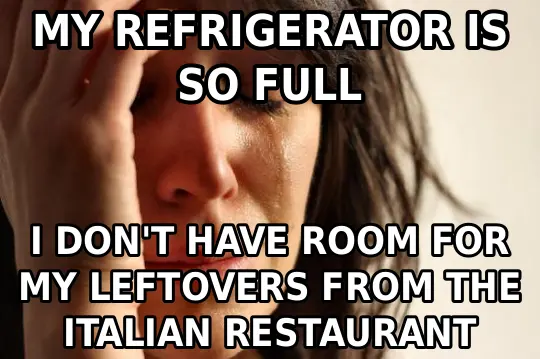 MY REFRIGERATOR IS
SO FULL
I DON'T HAVE ROOM FOR
MY LEFTOVERS FROM THE
ITALIAN RESTAURANT